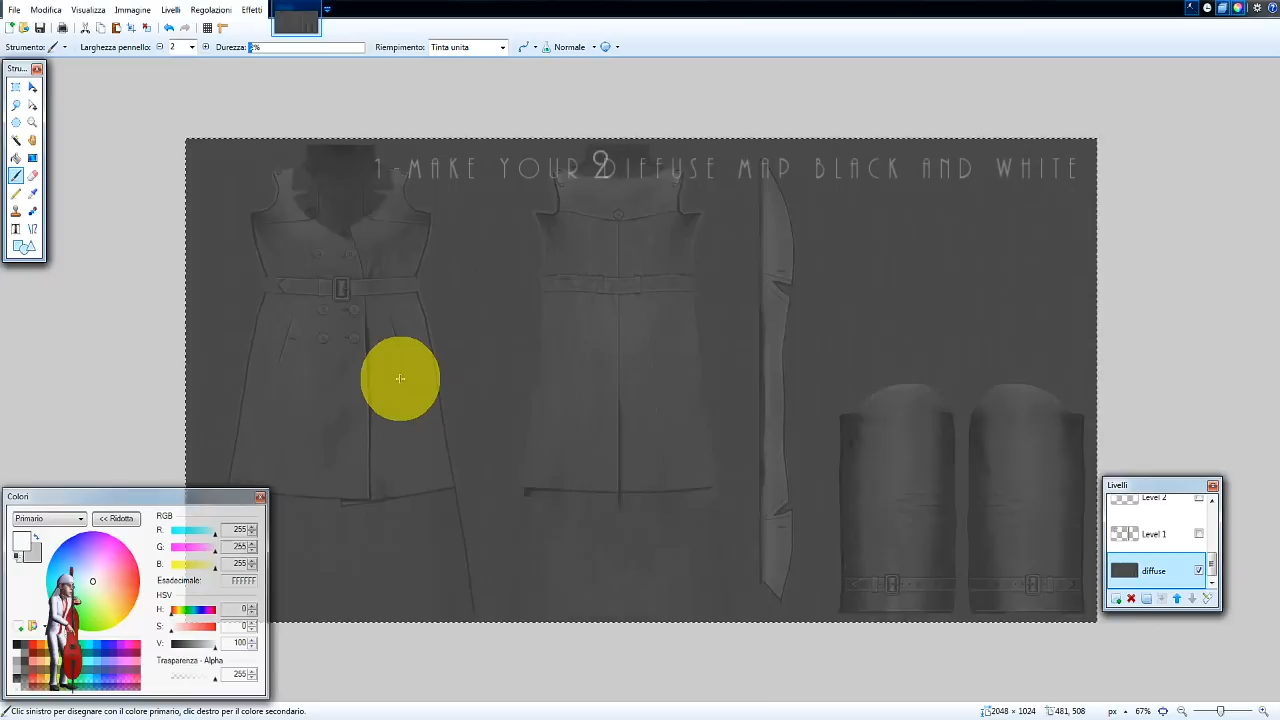 File Modifica Visualizza Immagine Livelli Regolazioni Effetti
Strumento: Larghezza pennello: 2 Durezza: Riempimento: Tinta unita Normale
Stru...
1-MAKE YOUR DIFFUSE MAP BLACK AND WHITE
2
Colori
Primario << Ridotta
RGB
R: 255
G: 255
B: 255
Esadecimale: FFFFFF
HSV
H: 0
S: 0
V: 100
Trasparenza - Alpha
255
Livelli
Level 2
Level 1
diffuse
Clic sinistro per disegnare con il colore primario, clic destro per il colore secondario.
2048 × 1024 481, 508 px 67%